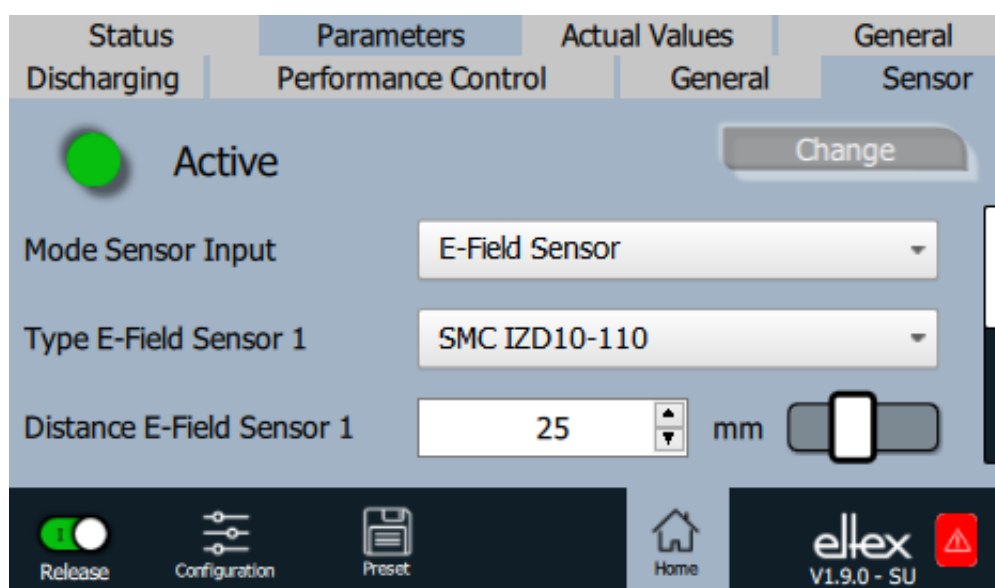 Status Parameters Actual Values General
Discharging Performance Control General Sensor
Active Change
Mode Sensor Input E-Field Sensor
Type E-Field Sensor 1 SMC IZD10-110
Distance E-Field Sensor 1 25 mm
I
Release Configuration Preset Home eltex
V1.9.0 - SU